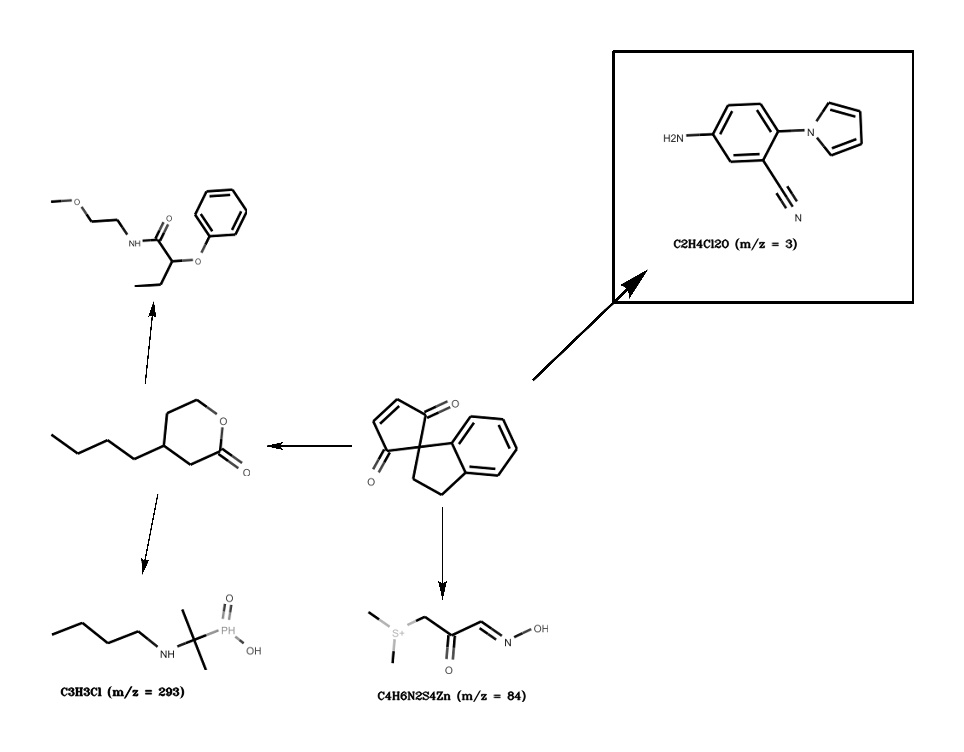 H2N
N
N
C2H4Cl2O (m/z = 3)
O
O
NH
O
O
O
O
O
O
PH
OH
NH
C3H3Cl (m/z = 293)
S+
O
N
OH
C4H6N2S4Zn (m/z = 84)